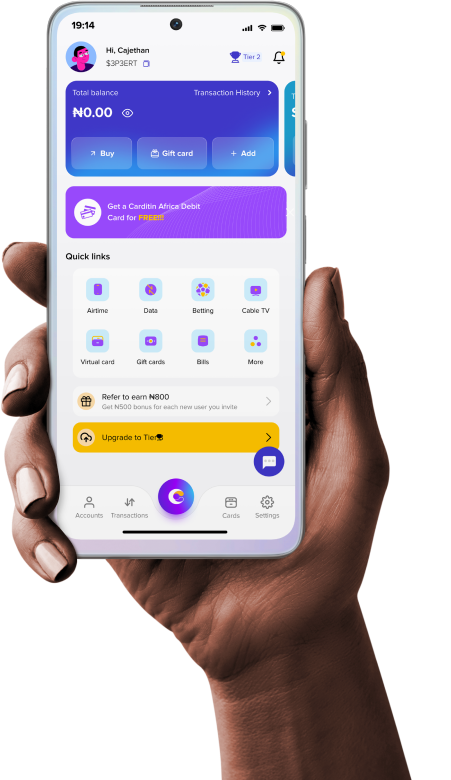 19:14
Hi, Cajethan
$3P3ERT
Tier 2
Total balance
Transaction History
₦0.00
Buy
Gift card
Add
Get a Carditin Africa Debit
Card for FREE!!!
Quick links
Airtime
Data
Betting
Cable TV
Virtual card
Gift cards
Bills
More
Refer to earn ₦800
Get ₦500 bonus for each new user you invite
Upgrade to Tier
Accounts
Transactions
Cards
Settings